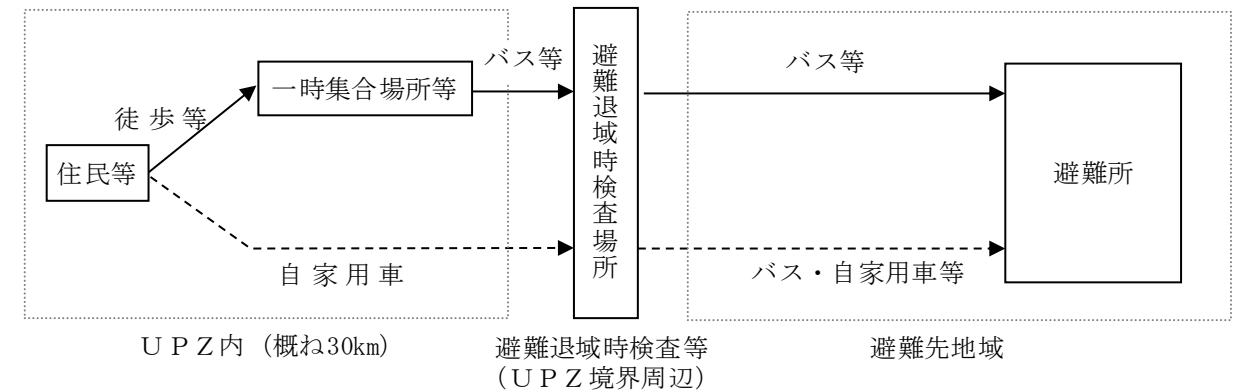 バス等
バス等
一時集合場所等
徒歩等
住民等
避難退域時検査場所
避難所
自家用車
バス・自家用車等
UPZ内 (概ね30km)
避難退域時検査等
(UPZ境界周辺)
避難先地域